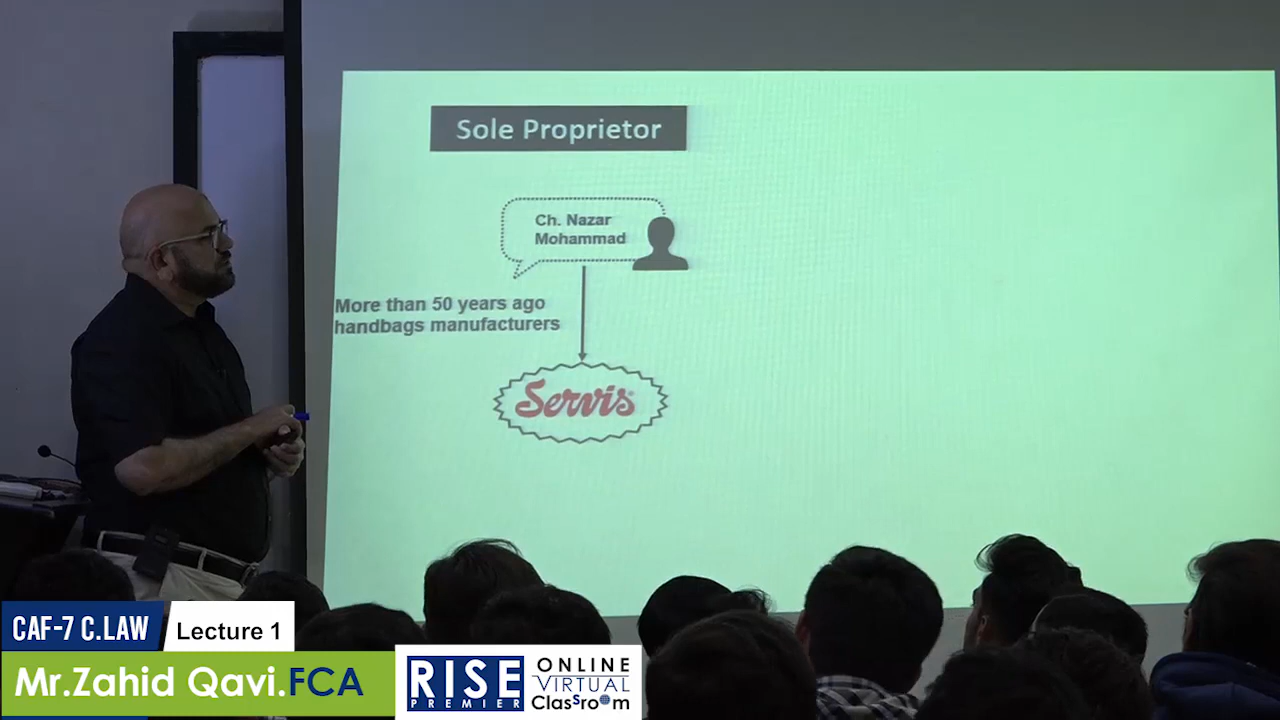 Sole Proprietor
Ch. Nazar
Mohammad
More than 50 years ago
handbags manufacturers
Servis
CAF-7 C.LAW
Lecture 1
Mr.Zahid Qavi.FCA
RISE
PREMIER
ONLINE
VIRTUAL
ClasSroom